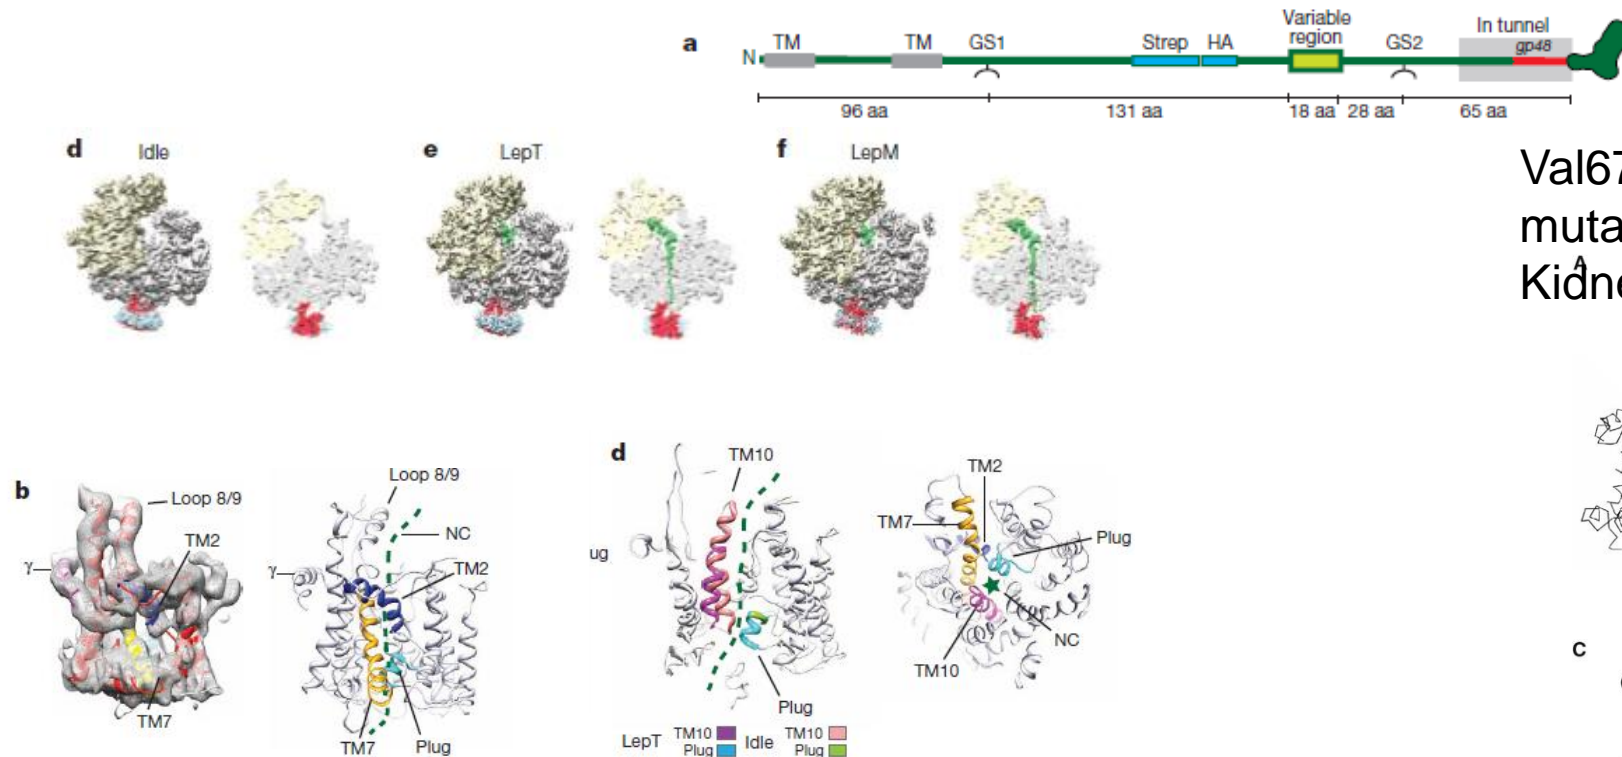 a
N TM TM GS1 Strep HA Variable region GS2 In tunnel gp48
96 aa 131 aa 18 aa 28 aa 65 aa
d Idle
e LepT
f LepM
Val67
muta
A
Kidne
b
Loop 8/9
TM2
γ
TM7
Loop 8/9
NC
TM2
γ
TM7 Plug
d
TM10
ug
Plug
LepT TM10 Idle TM10
Plug Plug
TM2
TM7
Plug
NC
TM10
c